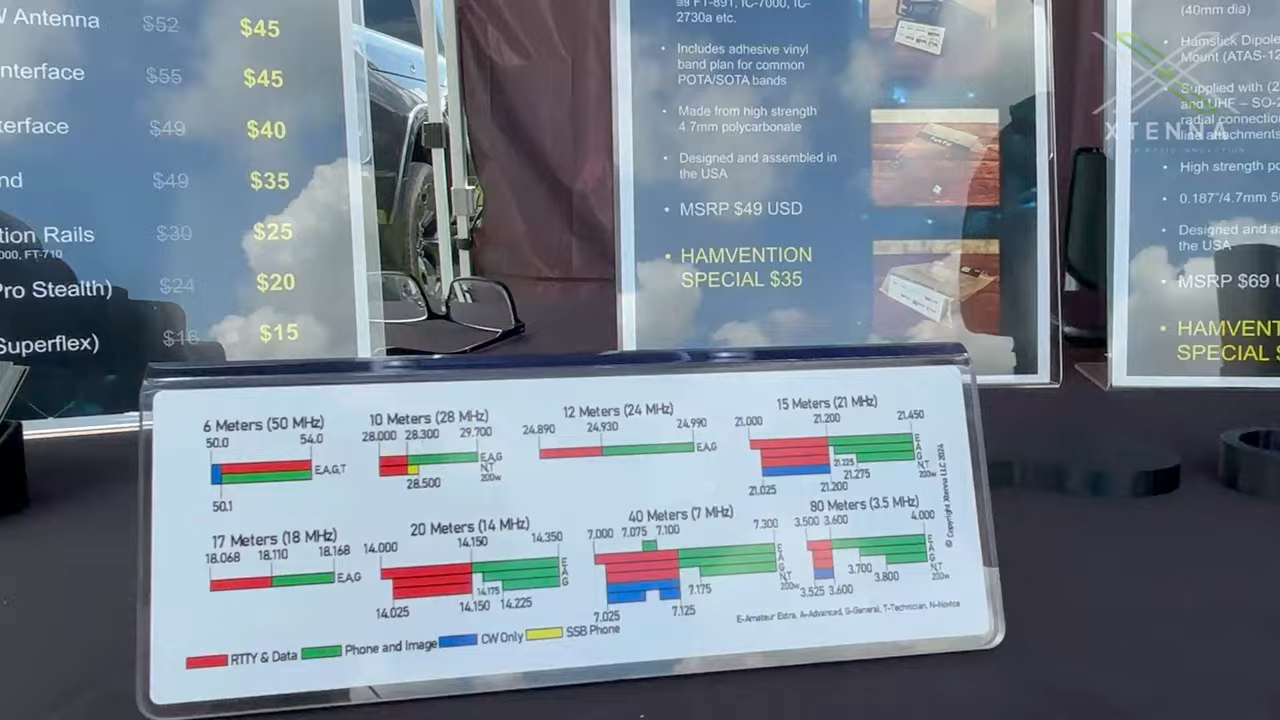 Antenna $52 $45
nterface $55 $45
terface $49 $40
nd $49 $35
tion Rails $30 $25
000, FT-710
Pro Stealth) $24 $20
Superflex) $16 $15
as FT-891, IC-7000, IC-
2730a etc.
• Includes adhesive vinyl
band plan for common
POTA/SOTA bands
• Made from high strength
4.7mm polycarbonate
• Designed and assembled in
the USA
• MSRP $49 USD
• HAMVENTION
SPECIAL $35
(40mm dia)
• Hamstick Dipole
Mount (ATAS-12
Supplied with (2
and UHF – SO-2
radial connection
line attachments
• High strength po
• 0.187"/4.7mm
• Designed and as
the USA
• MSRP $69 U
• HAMVENT
SPECIAL $
XTENNA
6 Meters (50 MHz)
50.0 54.0
E,A,G,T
50.1
10 Meters (28 MHz)
28.000 28.300 29.700
E,A,G
N,T
200w
28.500
12 Meters (24 MHz)
24.890 24.930 24.990
E,A,G
15 Meters (21 MHz)
21.000 21.200 21.450
E
A
G
N,T
200w
21.225
21.275
21.025 21.200
17 Meters (18 MHz)
18.068 18.110 18.168
E,A,G
20 Meters (14 MHz)
14.000 14.150 14.350
E
A
G
14.175
14.025 14.150 14.225
40 Meters (7 MHz)
7.000 7.075 7.100 7.300
E
A
G
N,T
200w
7.175
7.025 7.125
80 Meters (3.5 MHz)
3.500 3.600 4.000
E
A
G
N,T
200w
3.700
3.800
3.525 3.600
© Copyright Xtenna LLC 2024
E-Amateur Extra, A-Advanced, G-General, T-Technician, N-Novice
RTTY & Data Phone and Image CW Only SSB Phone